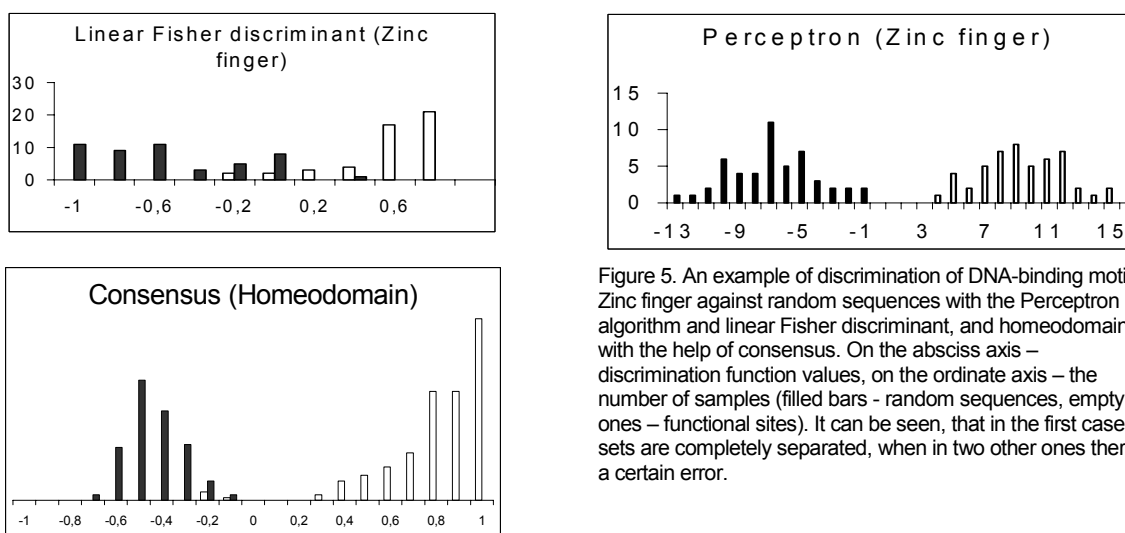 Linear Fisher discriminant (Zinc
finger)
30
20
10
0
-1 -0,6 -0,2 0,2 0,6
Consensus (Homeodomain)
-1 -0,8 -0,6 -0,4 -0,2 0 0,2 0,4 0,6 0,8 1
Perceptron (Zinc finger)
15
10
5
0
-13 -9 -5 -1 3 7 11 15
Figure 5. An example of discrimination of DNA-binding moti
Zinc finger against random sequences with the Perceptron
algorithm and linear Fisher discriminant, and homeodomain
with the help of consensus. On the absciss axis –
discrimination function values, on the ordinate axis – the
number of samples (filled bars - random sequences, empty
ones – functional sites). It can be seen, that in the first case
sets are completely separated, when in two other ones ther
a certain error.